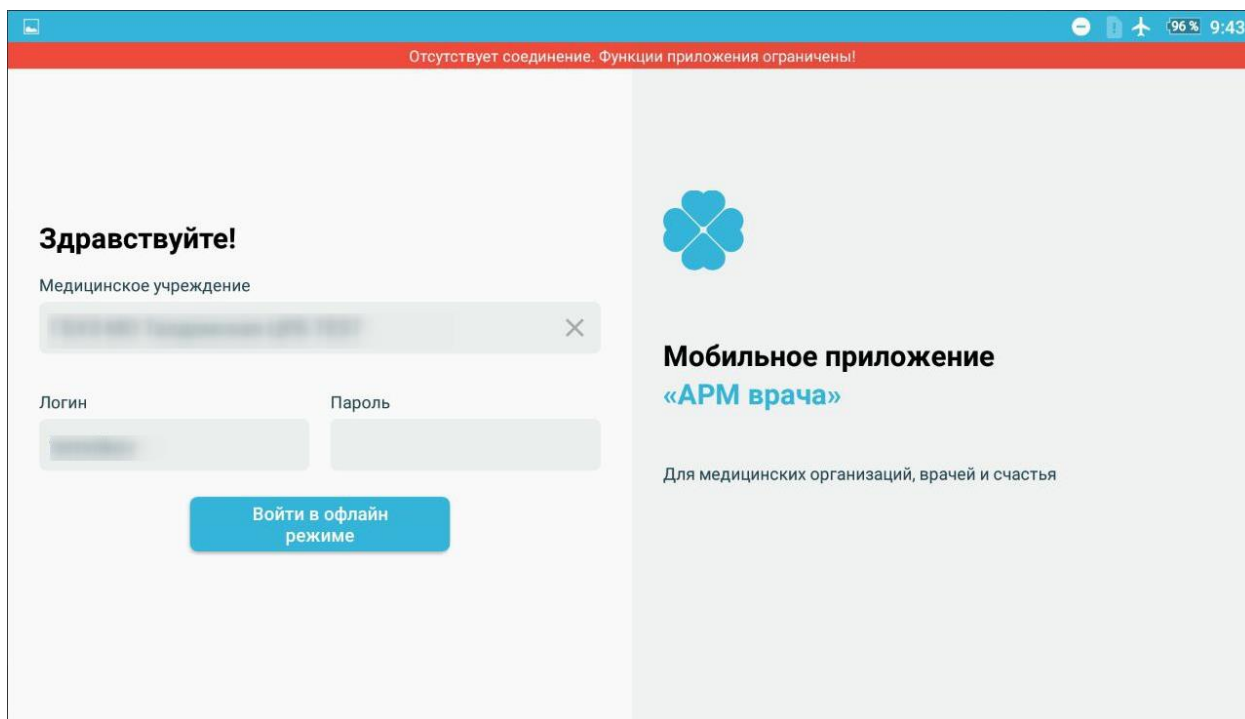 96 % 9:43
Отсутствует соединение. Функции приложения ограничены!
Здравствуйте!
Медицинское учреждение
Логин
Пароль
Войти в офлайн
режиме
Мобильное приложение
«АРМ врача»
Для медицинских организаций, врачей и счастья